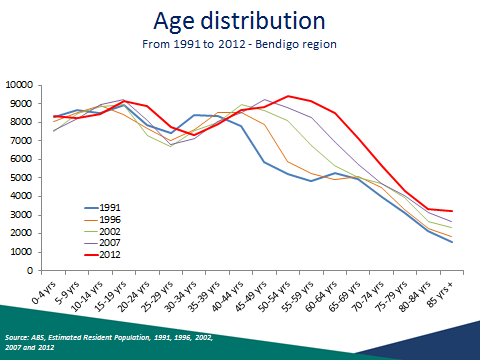 Age distribution
From 1991 to 2012 - Bendigo region
10000
9000
8000
7000
6000
5000
4000
3000
2000
1000
0
1991
1996
2002
2007
2012
0-4 yrs
5-9 yrs
10-14 yrs
15-19 yrs
20-24 yrs
25-29 yrs
30-34 yrs
35-39 yrs
40-44 yrs
45-49 yrs
50-54 yrs
55-59 yrs
60-64 yrs
65-69 yrs
70-74 yrs
75-79 yrs
80-84 yrs
85 yrs +
Source: ABS, Estimated Resident Population, 1991, 1996, 2002,
2007 and 2012